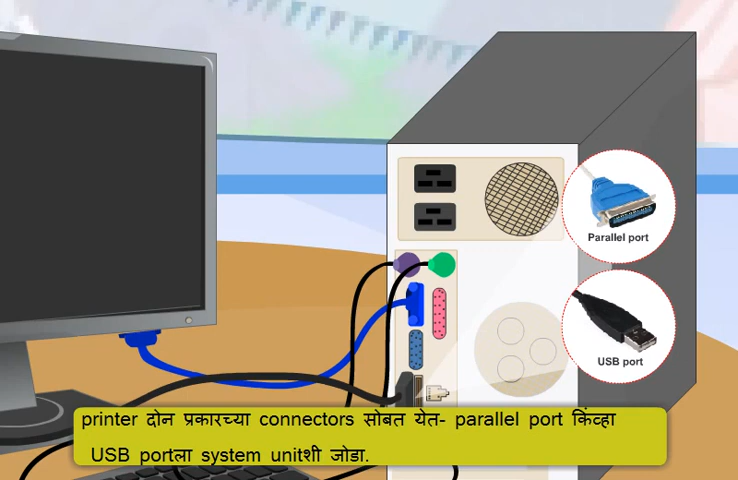 Parallel port
USB port
printer दोन प्रकारच्या connectors सोबत येत- parallel port किंव्हा
USB portला system unitशी जोडा.